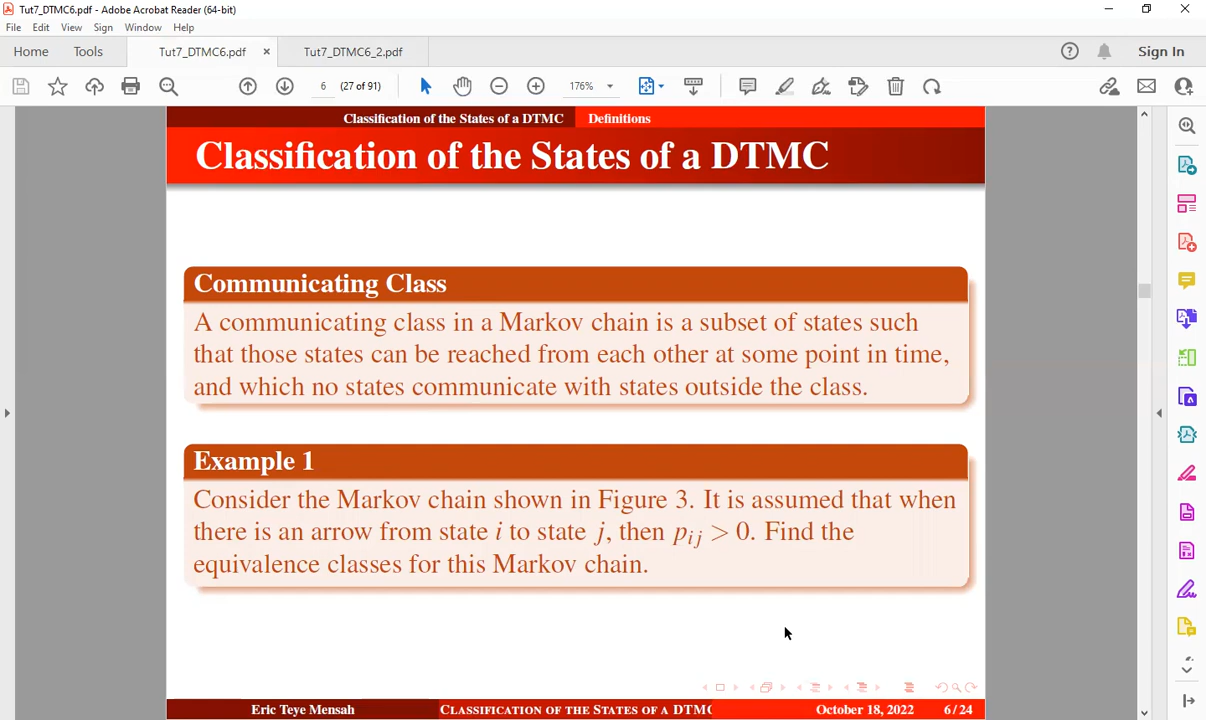 Tut7_DTMC6.pdf - Adobe Acrobat Reader (64-bit)
File Edit View Sign Window Help
Home Tools Tut7_DTMC6.pdf × Tut7_DTMC6_2.pdf Sign In
6 (27 of 91) 176%
Classification of the States of a DTMC Definitions
Classification of the States of a DTMC
Communicating Class
A communicating class in a Markov chain is a subset of states such
that those states can be reached from each other at some point in time,
and which no states communicate with states outside the class.
Example 1
Consider the Markov chain shown in Figure 3. It is assumed that when
there is an arrow from state i to state j, then pij > 0. Find the
equivalence classes for this Markov chain.
Eric Teye Mensah CLASSIFICATION OF THE STATES OF A DTMC October 18, 2022 6 / 24